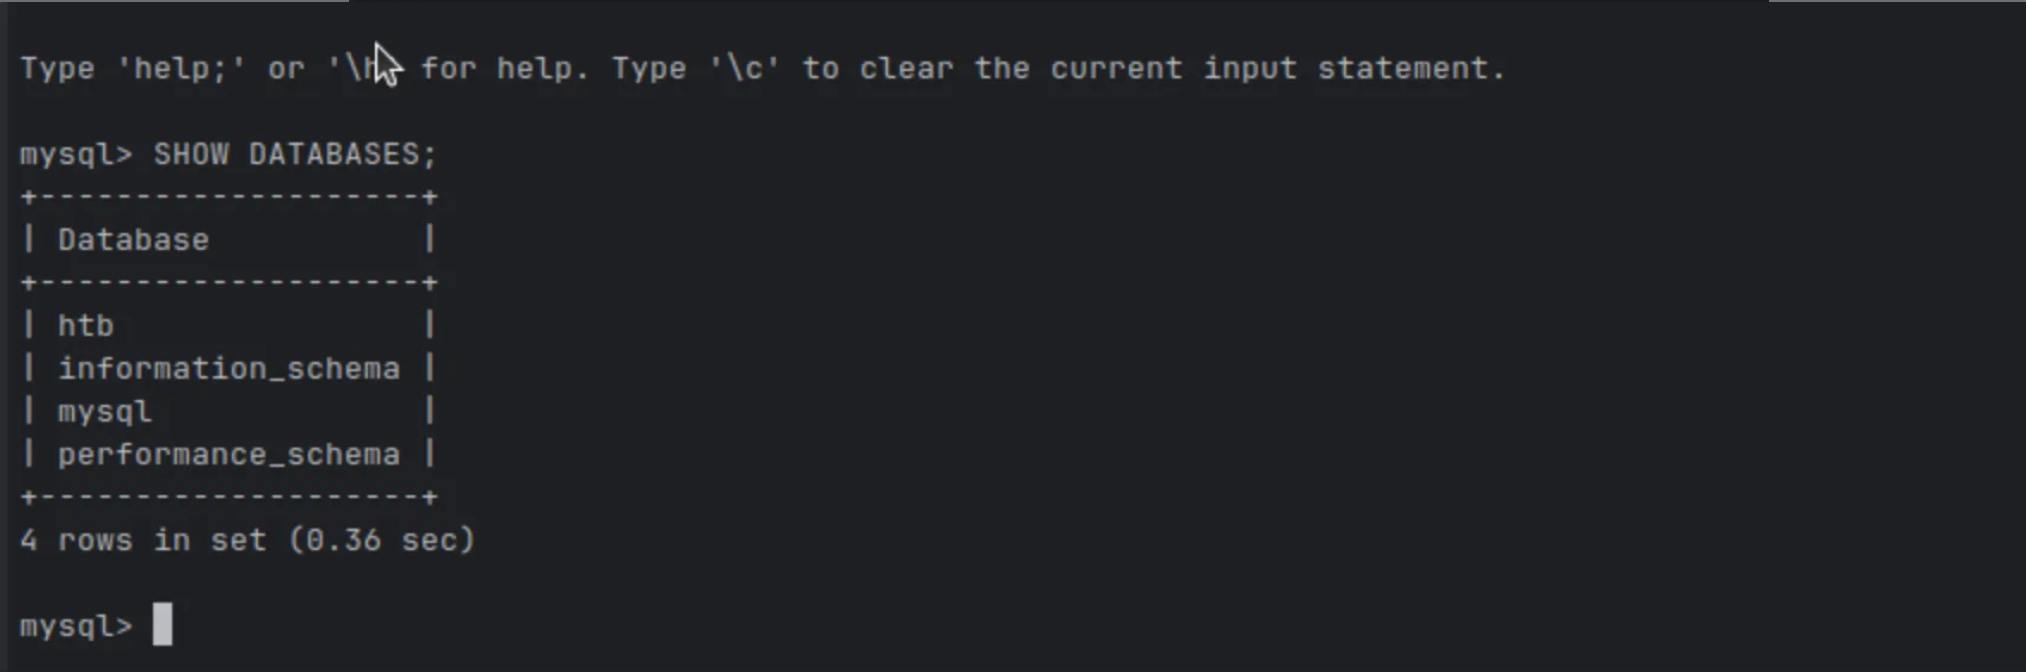 Type 'help;' or '\h for help. Type '\c' to clear the current input statement.
mysql> SHOW DATABASES;
+--------------------+
| Database           |
+--------------------+
| htb                |
| information_schema |
| mysql              |
| performance_schema |
+--------------------+
4 rows in set (0.36 sec)
mysql>